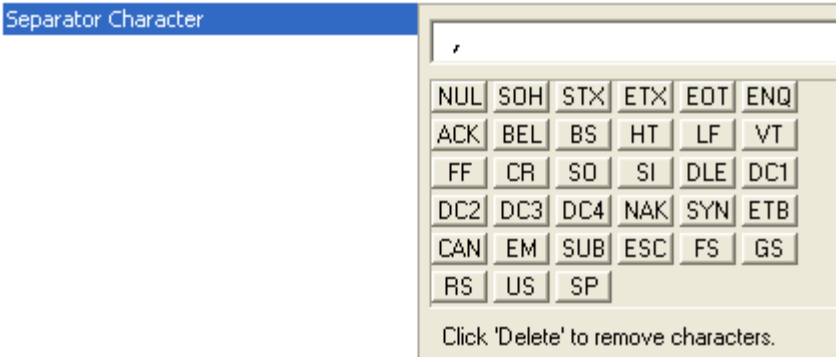 Separator Character
,
NUL SOH STX ETX EOT ENQ
ACK BEL BS HT LF VT
FF CR SO SI DLE DC1
DC2 DC3 DC4 NAK SYN ETB
CAN EM SUB ESC FS GS
RS US SP
Click 'Delete' to remove characters.